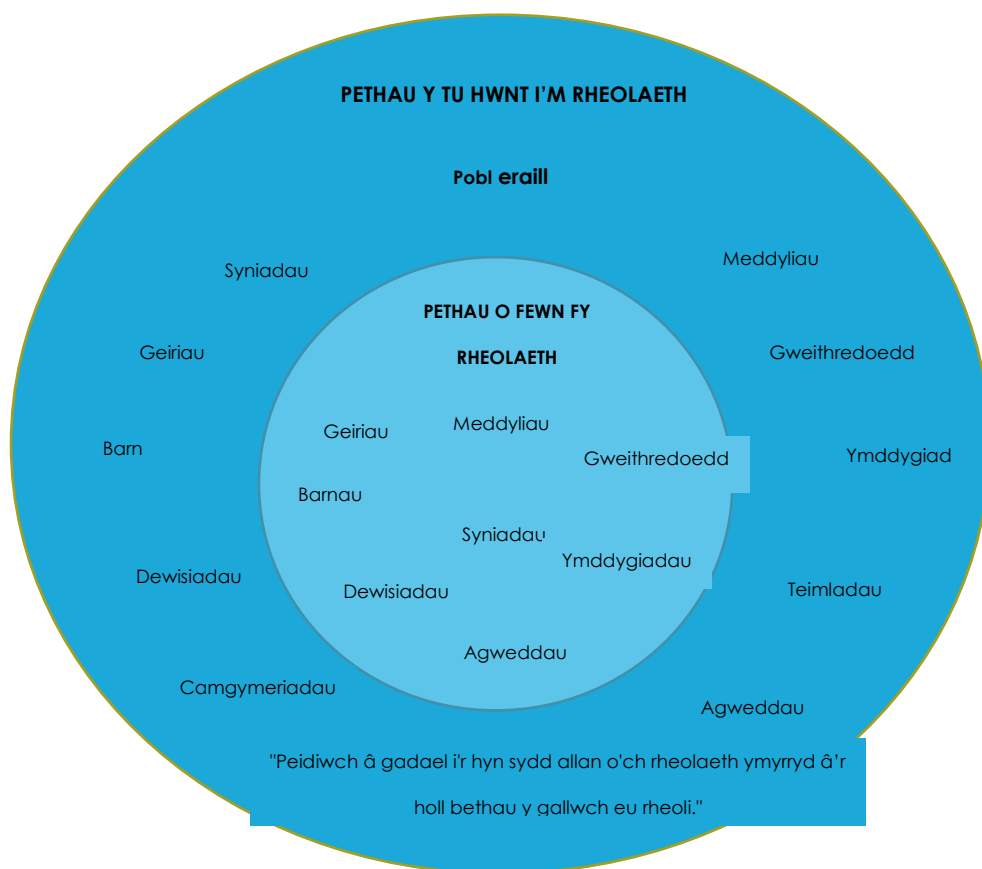 PETHAU Y TU HWNT I'M RHEOLAETH
Pobl eraill
Syniadau
Meddyliau
Geiriau
Gweithredoedd
Barn
Ymddygiad
Dewisiadau
Teimladau
Camgymeriadau
Agweddau
PETHAU O FEWN FY
RHEOLAETH
Geiriau
Meddyliau
Gweithredoedd
Barnau
Syniadau
Ymddygiadau
Dewisiadau
Agweddau
"Peidiwch â gadael i'r hyn sydd allan o'ch rheolaeth ymyrryd â'r
holl bethau y gallwch eu rheoli."